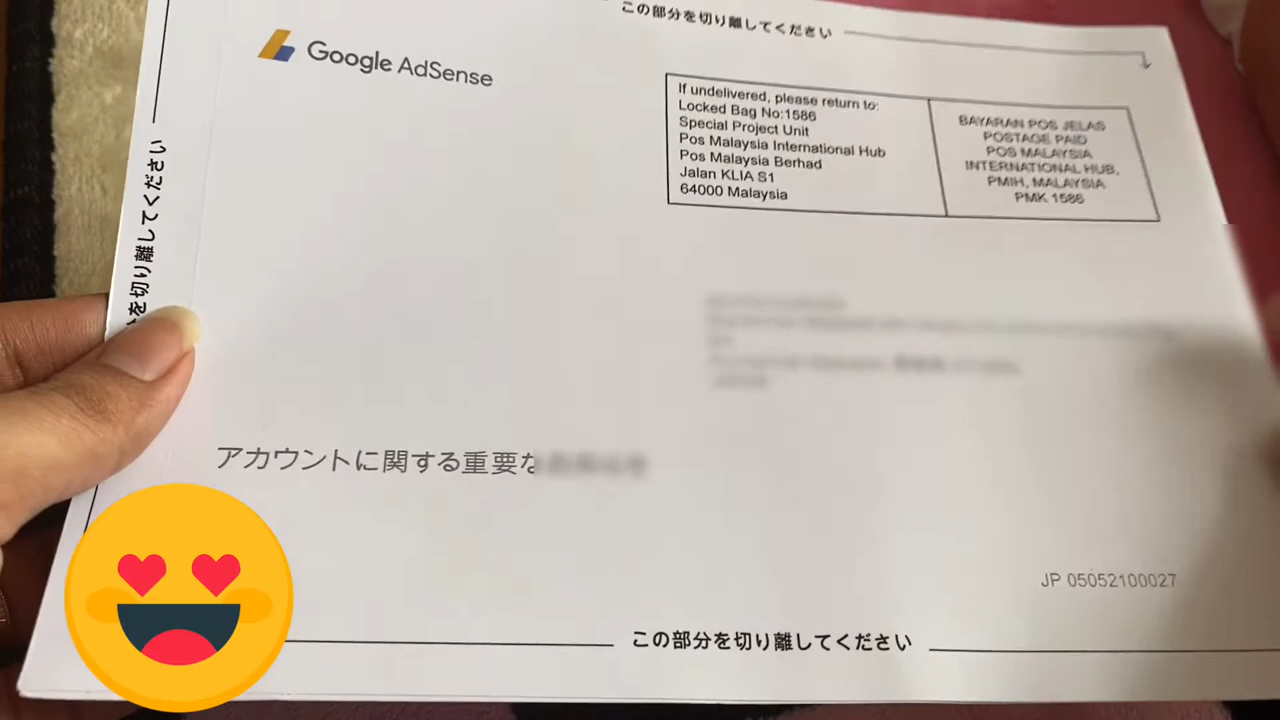 この部分を切り離してください
Google AdSense
If undelivered, please return to:
Locked Bag No:1586
Special Project Unit
Pos Malaysia International Hub
Pos Malaysia Berhad
Jalan KLIA S1
64000 Malaysia
BAYARAN POS JELAS
POSTAGE PAID
POS MALAYSIA
INTERNATIONAL HUB,
PMIH, MALAYSIA
PMK 1586
を切り離してください
アカウントに関する重要な
JP 05052100027
この部分を切り離してください